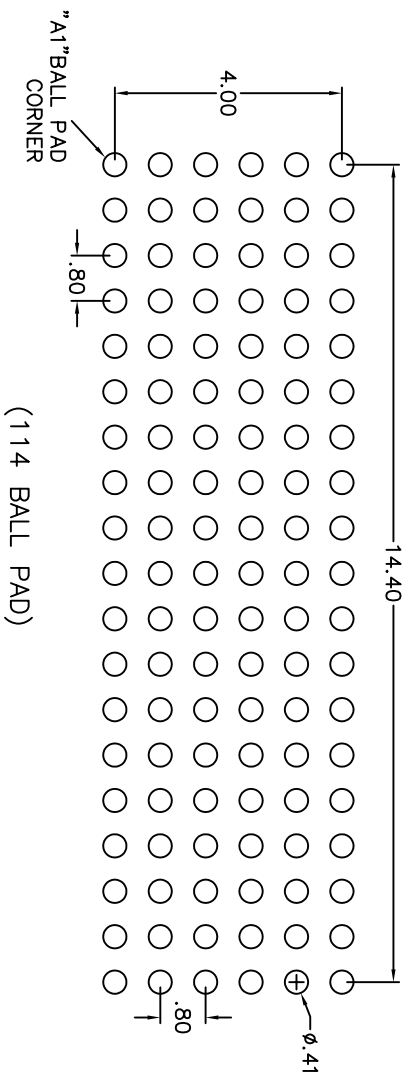 4.00
"A1"BALL PAD
CORNER
.80
14.40
(114 BALL PAD)
.80
ø.41